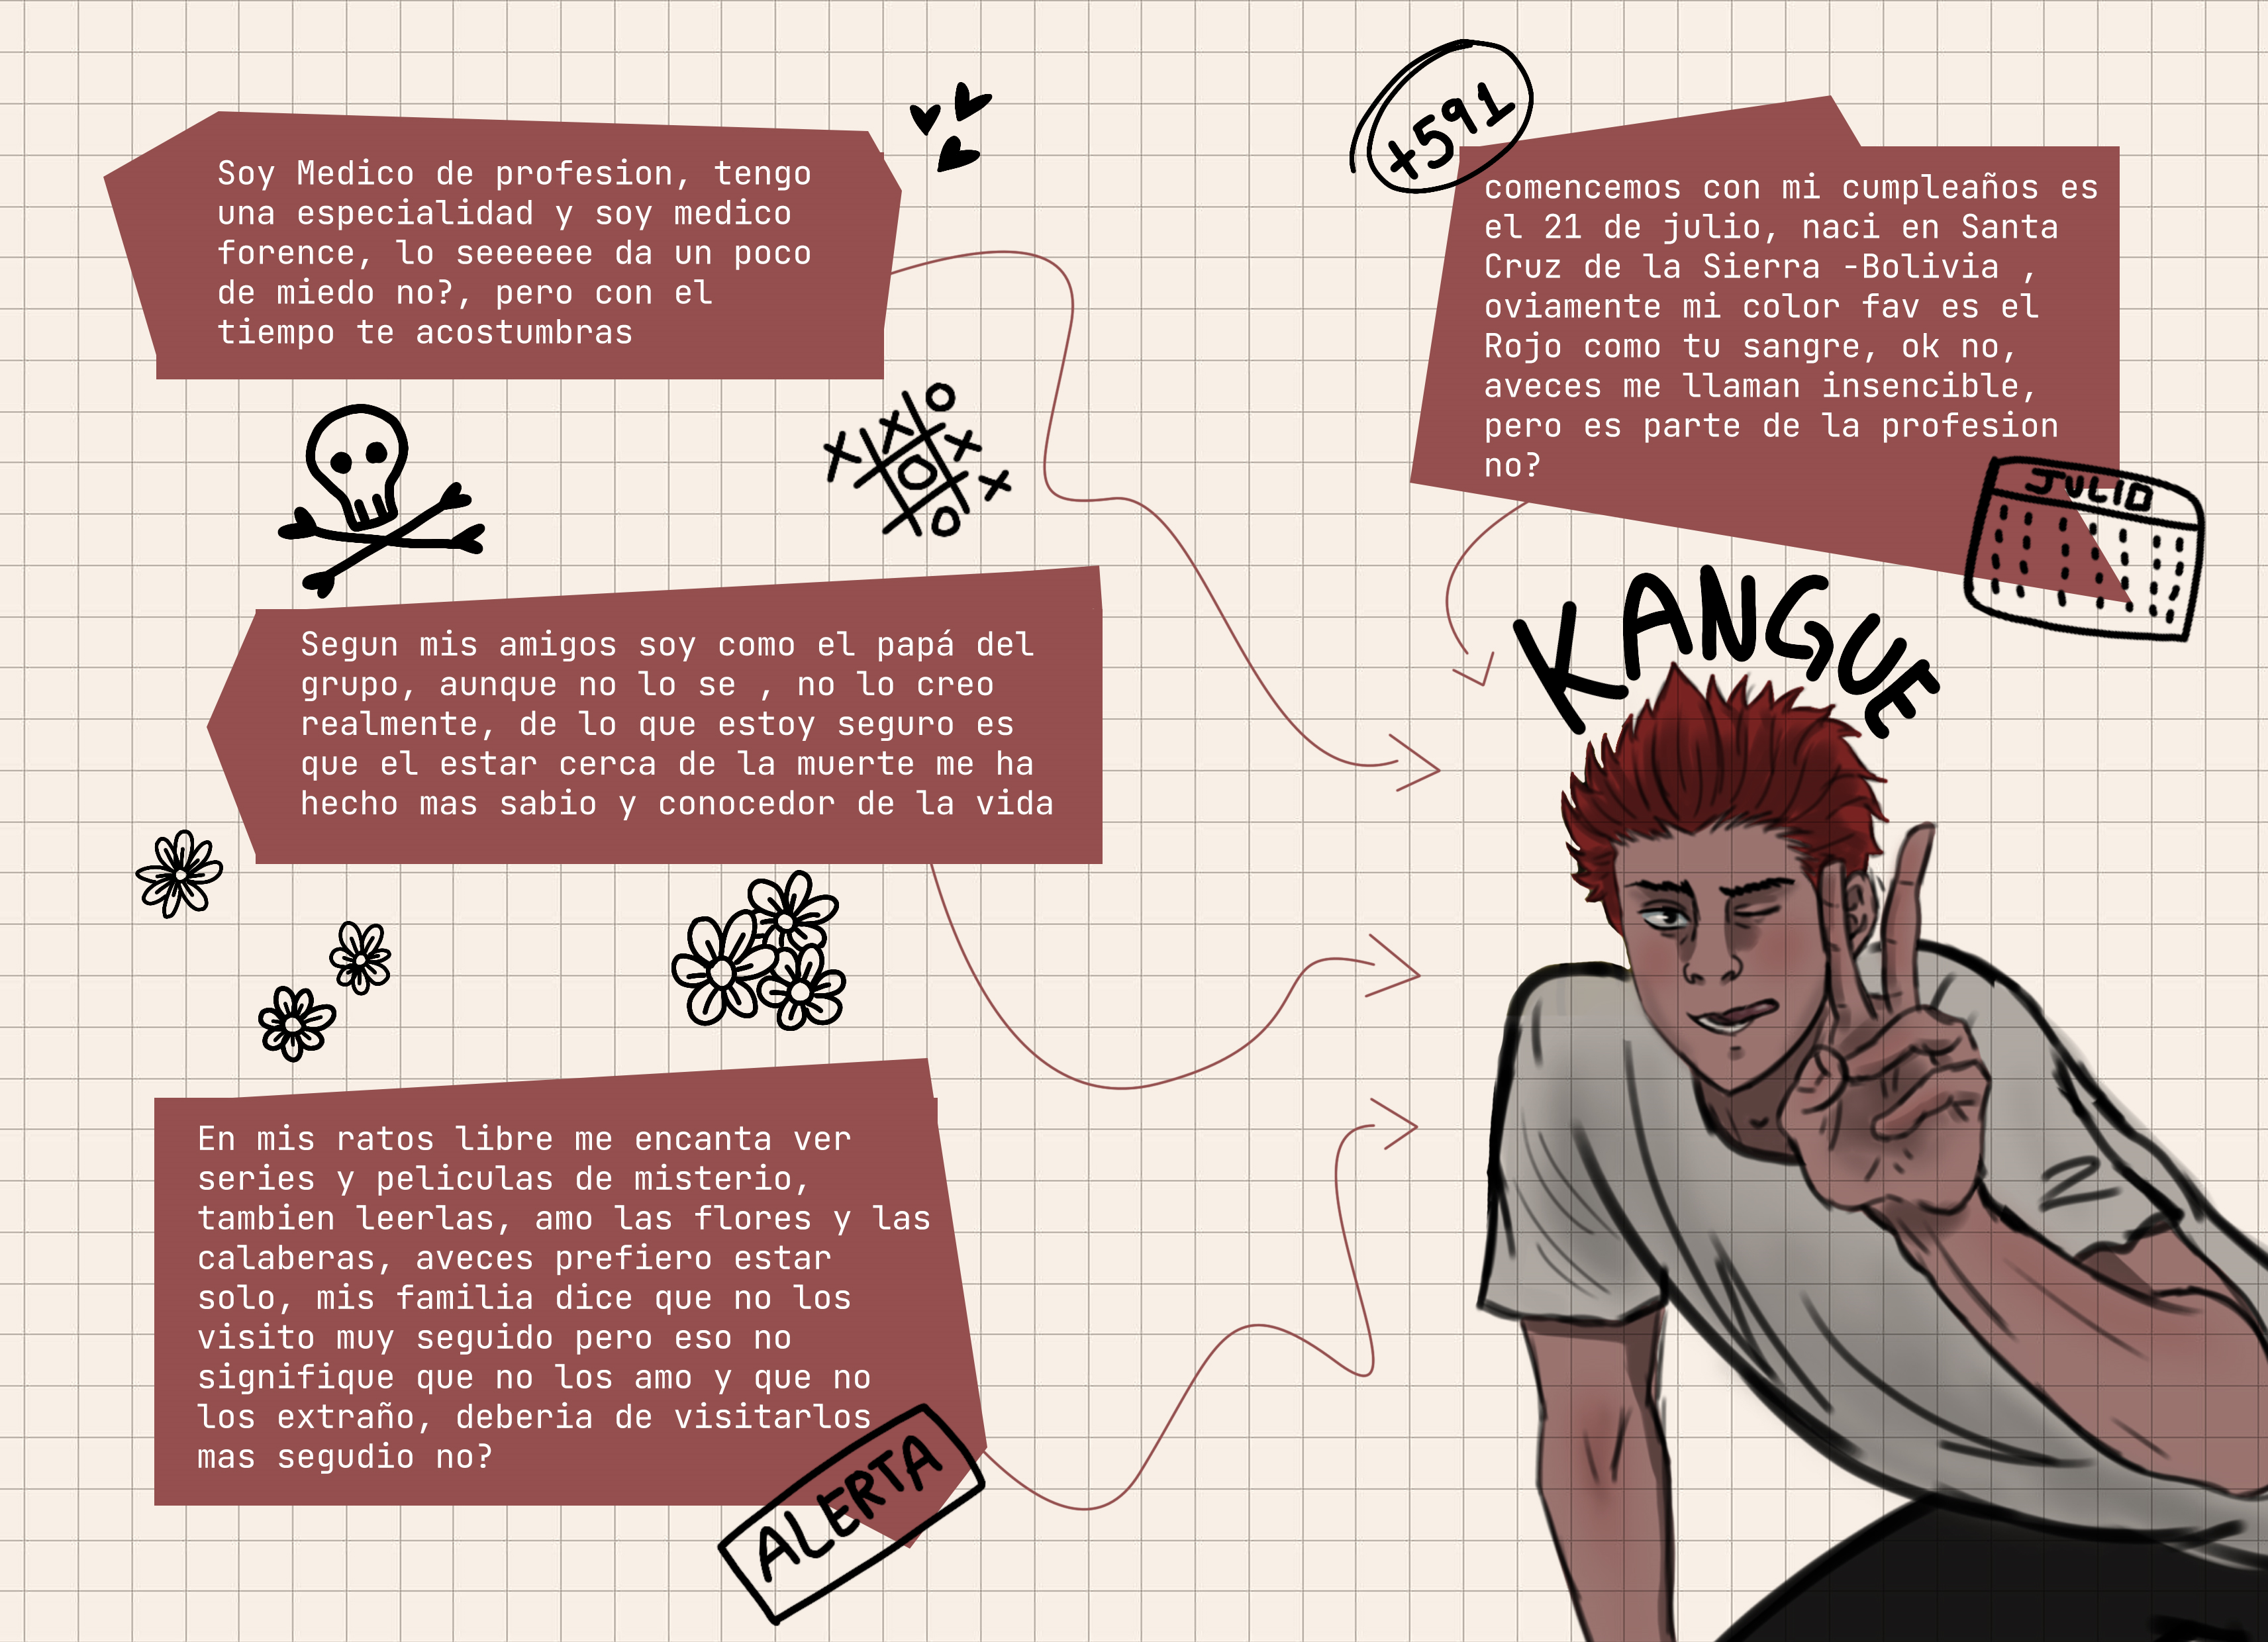 Soy Medico de profesion, tengo
una especialidad y soy medico
forence, lo seeeeee da un poco
de miedo no?, pero con el
tiempo te acostumbras
Segun mis amigos soy como el papá del
grupo, aunque no lo se , no lo creo
realmente, de lo que estoy seguro es
que el estar cerca de la muerte me ha
hecho mas sabio y conocedor de la vida
En mis ratos libre me encanta ver
series y peliculas de misterio,
tambien leerlas, amo las flores y las
calaberas, aveces prefiero estar
solo, mis familia dice que no los
visito muy seguido pero eso no
signifique que no los amo y que no
los extraño, deberia de visitarlos
mas segudio no?
ALERTA
+591
comencemos con mi cumpleaños es
el 21 de julio, naci en Santa
Cruz de la Sierra -Bolivia ,
oviamente mi color fav es el
Rojo como tu sangre, ok no,
aveces me llaman insencible,
pero es parte de la profesion
no?
JULIO
KANGUE